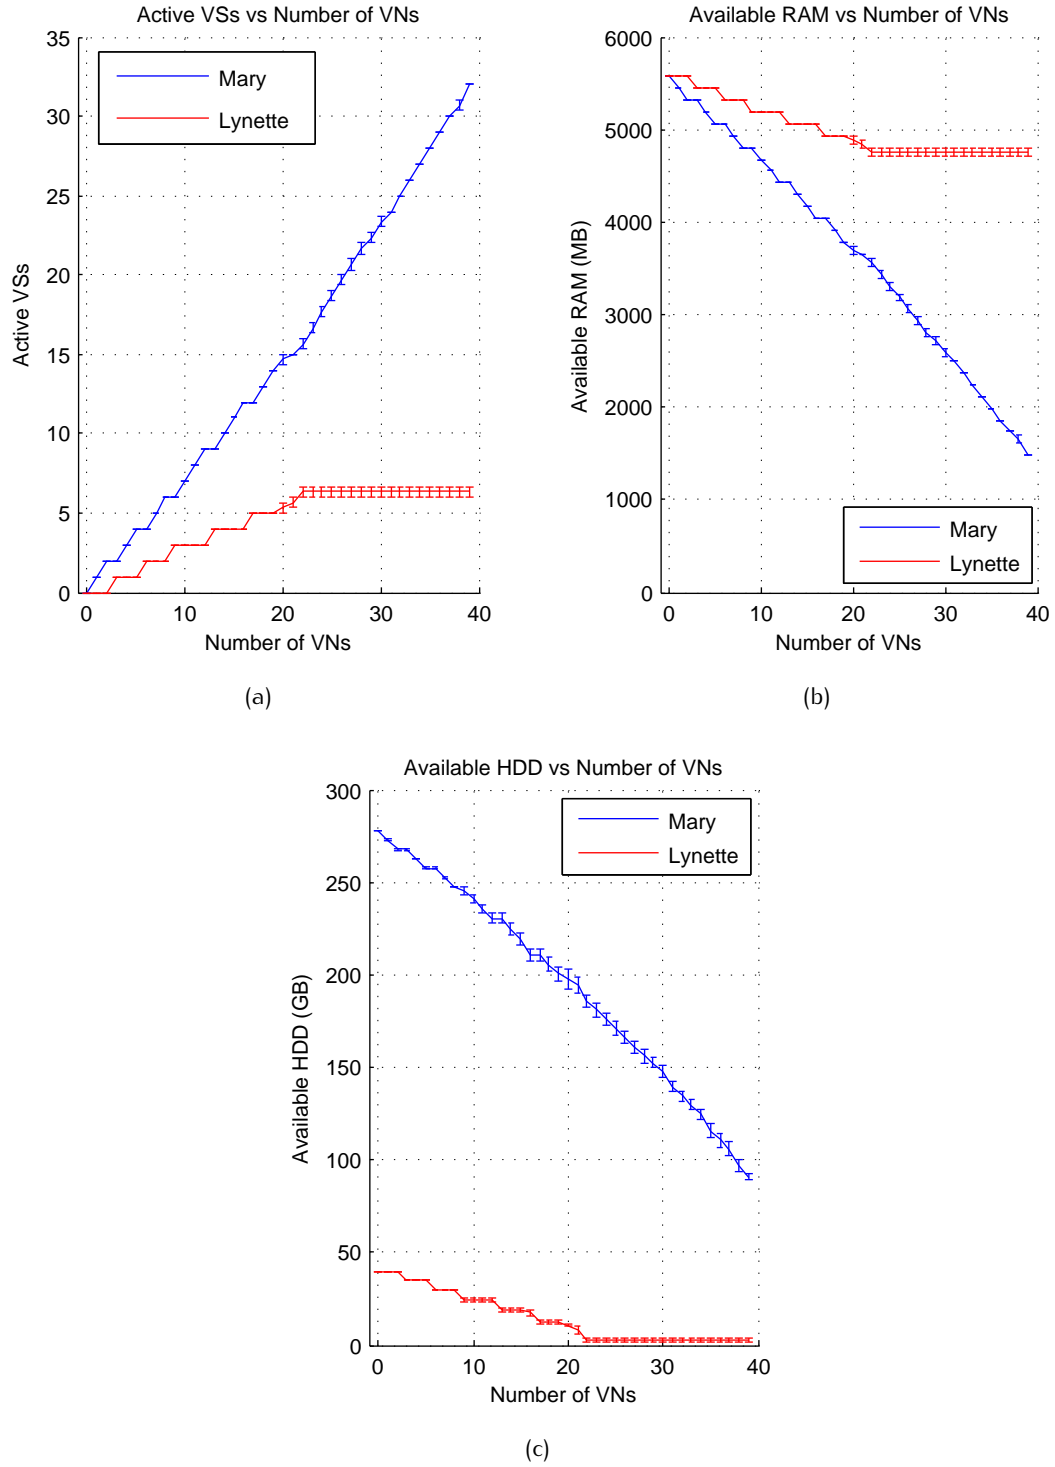 Active VSs vs Number of VNs
35
30
25
20
15
10
5
0
Active VSs
Mary
Lynette
0 10 20 30 40
Number of VNs
(a)
Available RAM vs Number of VNs
6000
5000
4000
3000
2000
1000
0
Available RAM (MB)
Mary
Lynette
0 10 20 30 40
Number of VNs
(b)
Available HDD vs Number of VNs
300
250
200
150
100
50
0
Available HDD (GB)
Mary
Lynette
0 10 20 30 40
Number of VNs
(c)